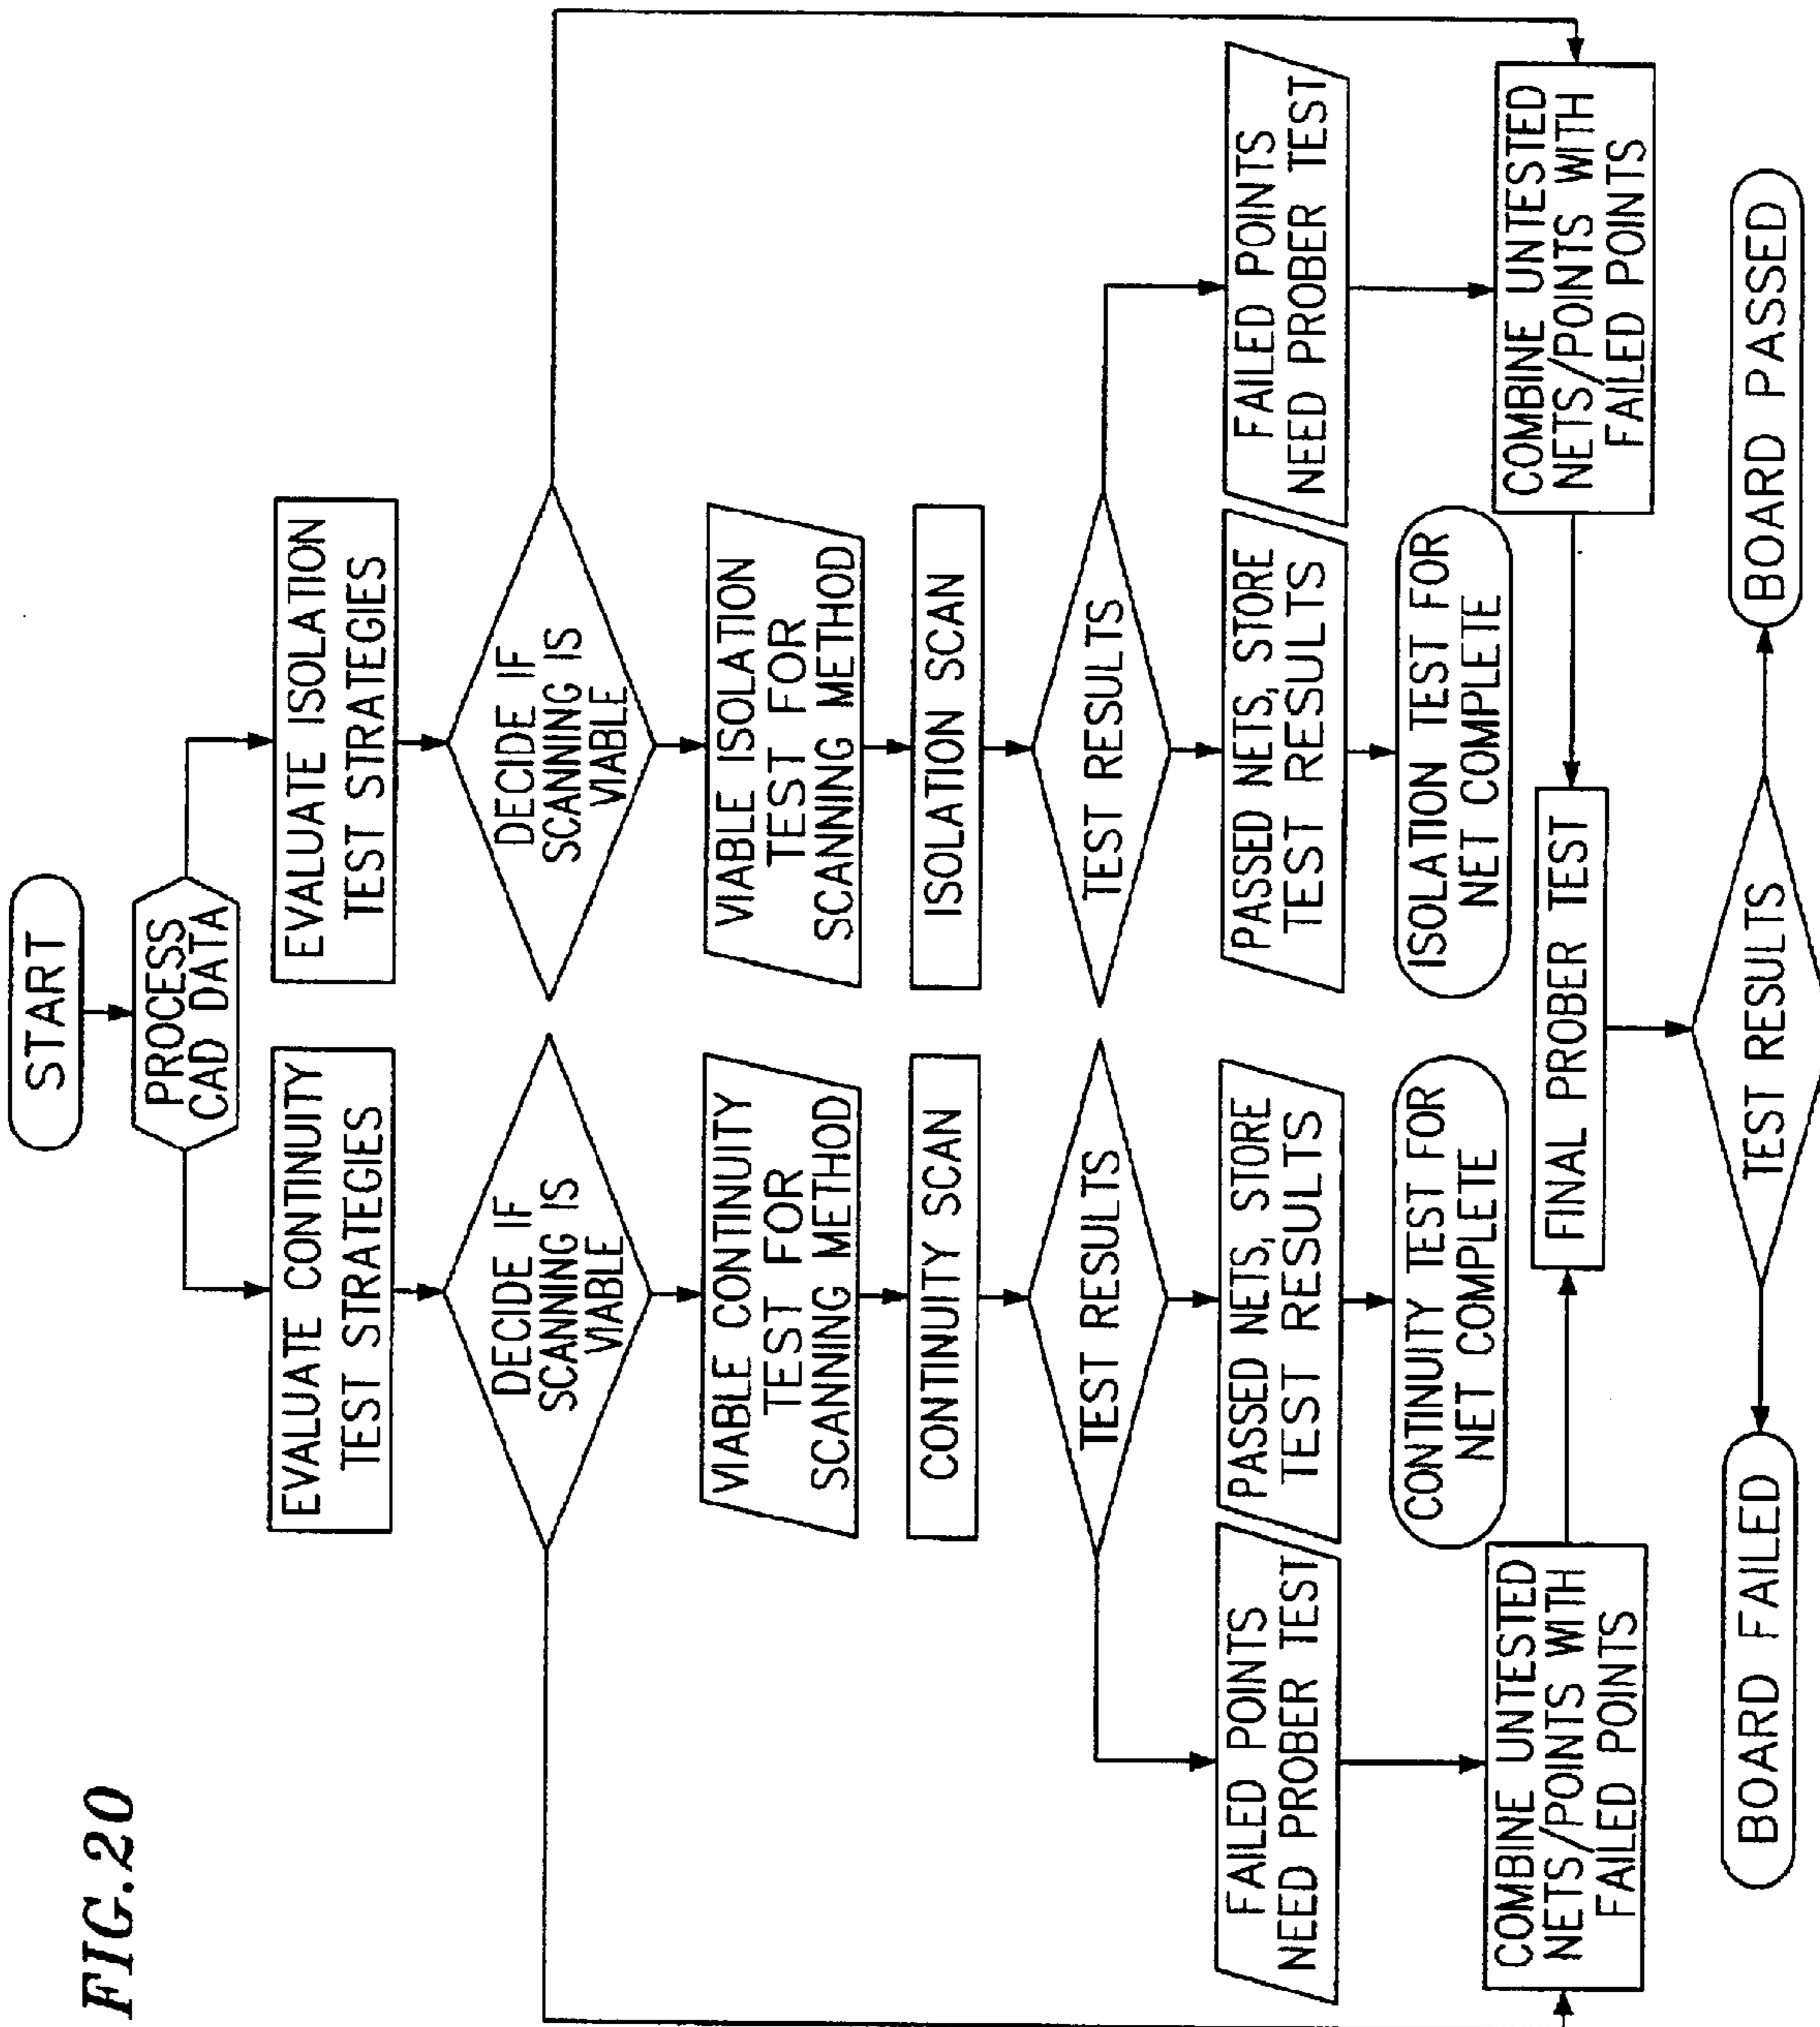 FIG.20
START
PROCESS
CAD DATA
EVALUATE CONTINUITY
TEST STRATEGIES
EVALUATE ISOLATION
TEST STRATEGIES
DECIDE IF
SCANNING IS
VIABLE
DECIDE IF
SCANNING IS
VIABLE
VIABLE CONTINUITY
TEST FOR
SCANNING METHOD
VIABLE ISOLATION
TEST FOR
SCANNING METHOD
CONTINUITY SCAN
ISOLATION SCAN
TEST RESULTS
TEST RESULTS
FAILED POINTS
NEED PROBER TEST
PASSED NETS, STORE
TEST RESULTS
PASSED NETS, STORE
TEST RESULTS
FAILED POINTS
NEED PROBER TEST
CONTINUITY TEST FOR
NET COMPLETE
ISOLATION TEST FOR
NET COMPLETE
COMBINE UNTESTED
NETS/POINTS WITH
FAILED POINTS
COMBINE UNTESTED
NETS/POINTS WITH
FAILED POINTS
FINAL PROBER TEST
TEST RESULTS
BOARD FAILED
BOARD PASSED